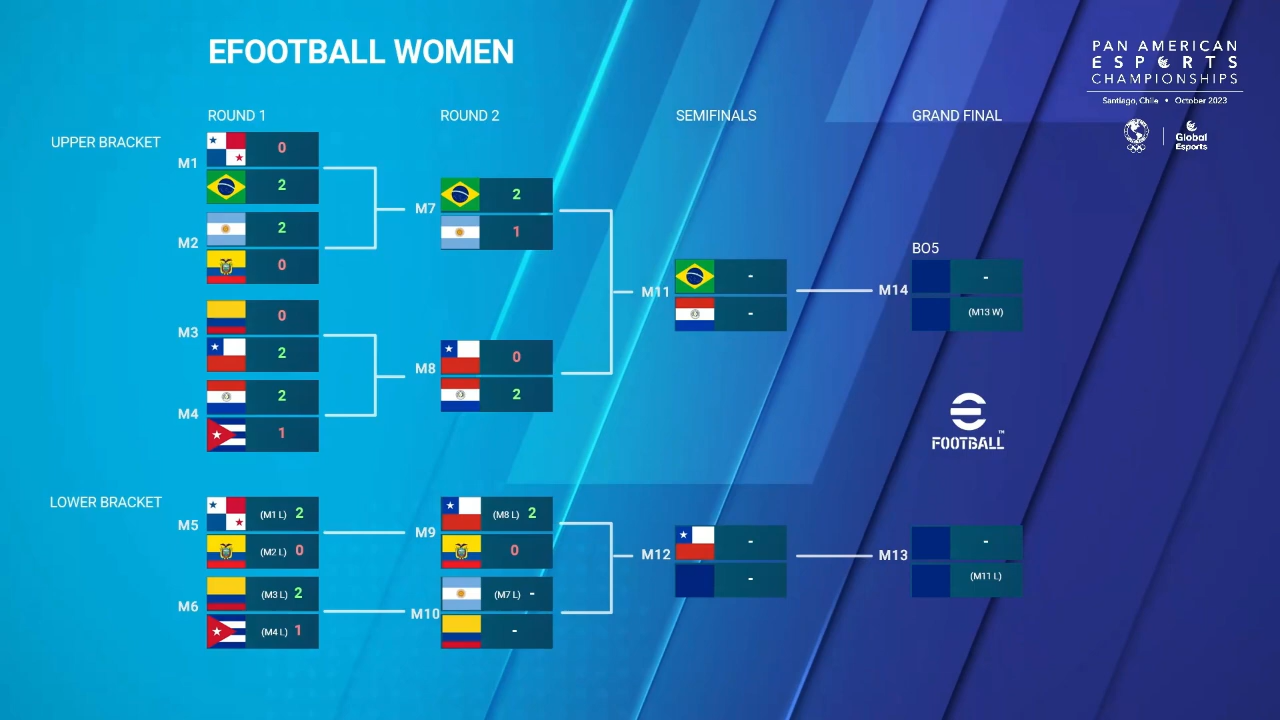 EFOOTBALL WOMEN
PAN AMERICAN
ESPORTS
CHAMPIONSHIPS
Santiago, Chile • October 2023
Global
Esports
ROUND 1
ROUND 2
SEMIFINALS
GRAND FINAL
UPPER BRACKET
M1
0
2
M2
2
0
M3
0
2
M4
2
1
M7
2
1
M8
0
2
M11
-
-
BO5
M14
-
(M13 W)
FOOTBALL™
LOWER BRACKET
M5
(M1 L) 2
(M2 L) 0
M6
(M3 L) 2
(M4 L) 1
M9
(M8 L) 2
0
M10
(M7 L) -
-
M12
-
-
M13
-
(M11 L)